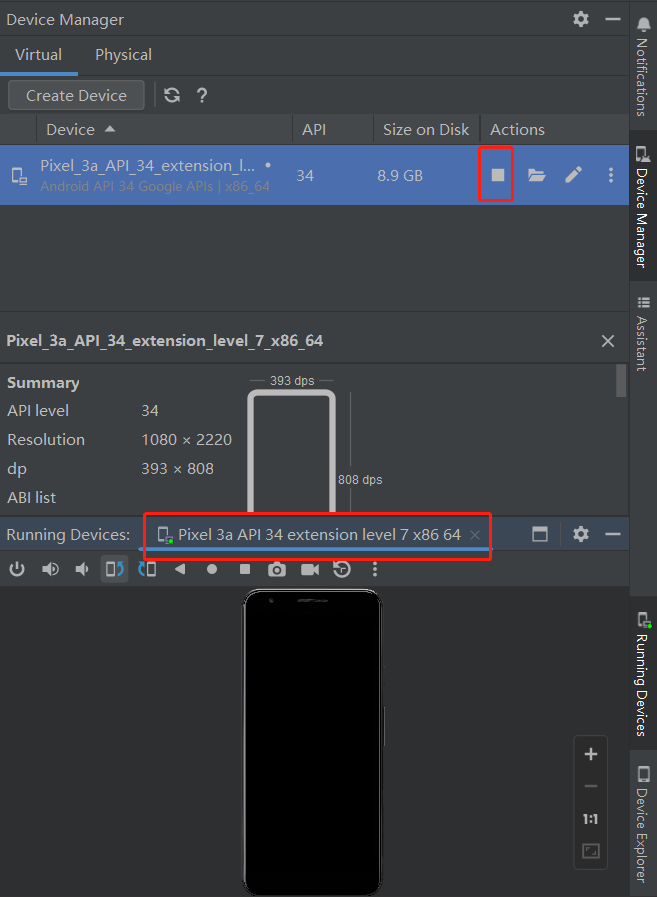 Device Manager
Virtual Physical
Create Device ?
Device API Size on Disk Actions
Pixel_3a_API_34_extension_l... 34 8.9 GB
Android API 34 Google APIs | x86_64
Pixel_3a_API_34_extension_level_7_x86_64
Summary
API level 34
Resolution 1080 × 2220
dp 393 × 808
ABI list
393 dps
808 dps
Running Devices: Pixel 3a API 34 extension level 7 x86 64
1:1
Notifications
Device Manager
Assistant
Running Devices
Device Explorer